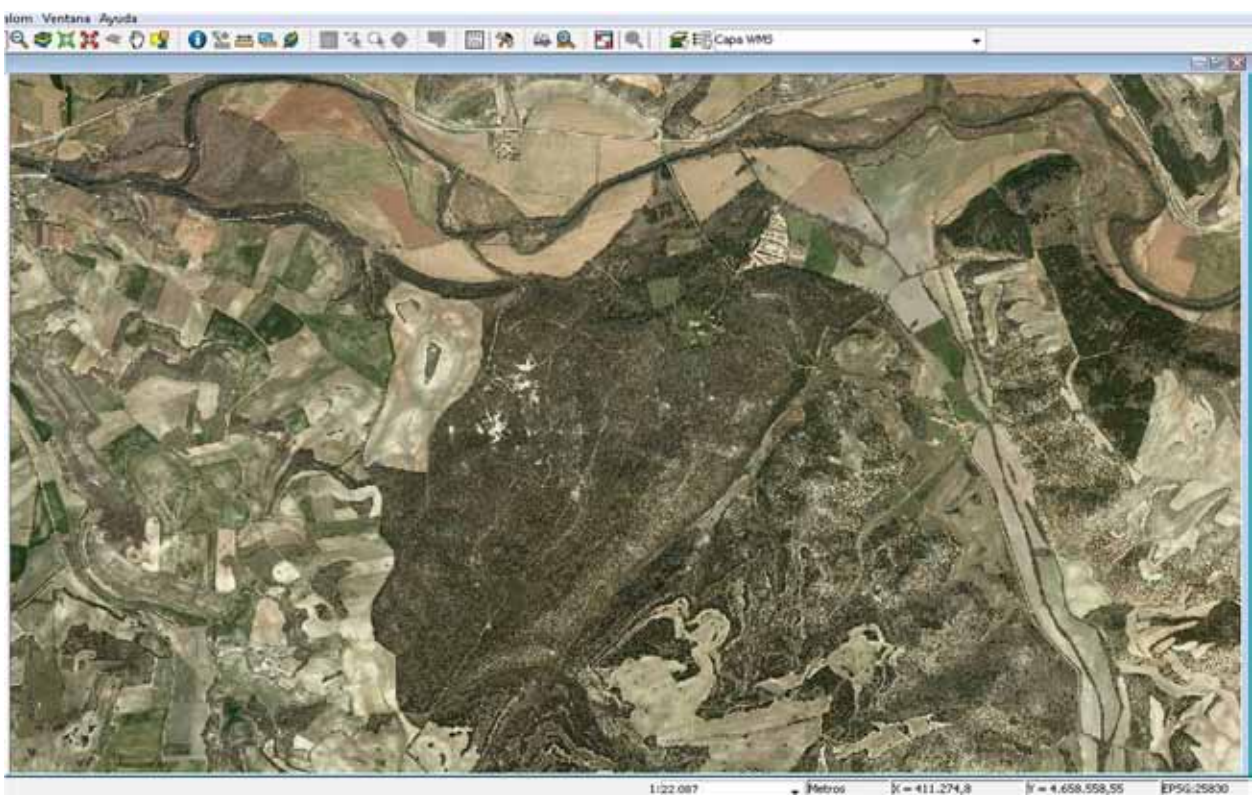 Ventana Ayuda
Capa WMS
1:22.087 Metros X = 411.274,8 Y = 4.658.558,55 EPSG:25830